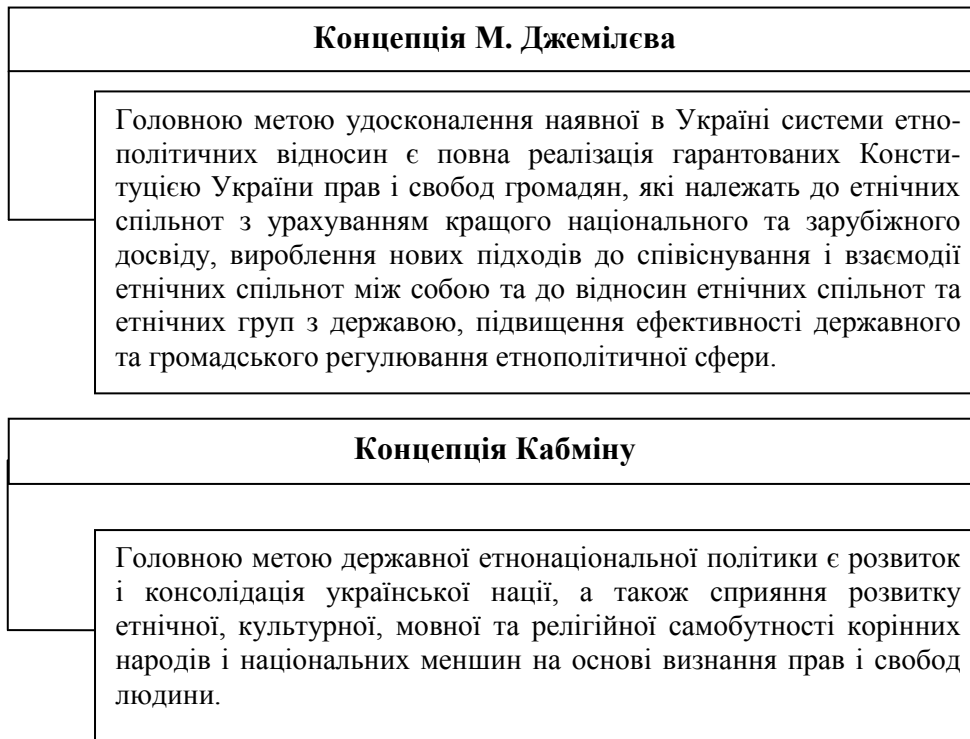 Концепція М. Джемілєва
Головною метою удосконалення наявної в Україні системи етно-
політичних відносин є повна реалізація гарантованих Консти-
туцією України прав і свобод громадян, які належать до етнічних
спільнот з урахуванням кращого національного та зарубіжного
досвіду, вироблення нових підходів до співіснування і взаємодії
етнічних спільнот між собою та до відносин етнічних спільнот та
етнічних груп з державою, підвищення ефективності державного
та громадського регулювання етнополітичної сфери.
Концепція Кабміну
Головною метою державної етнонаціональної політики є розвиток
і консолідація української нації, а також сприяння розвитку
етнічної, культурної, мовної та релігійної самобутності корінних
народів і національних меншин на основі визнання прав і свобод
людини.